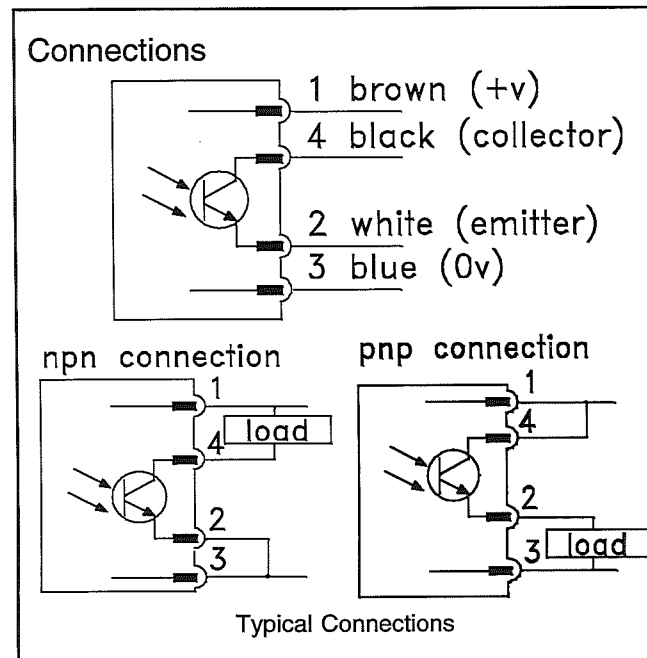 Connections
1 brown (+v)
4 black (collector)
2 white (emitter)
3 blue (0v)
npn connection
1
load
4
2
3
pnp connection
1
4
2
load
3
Typical Connections